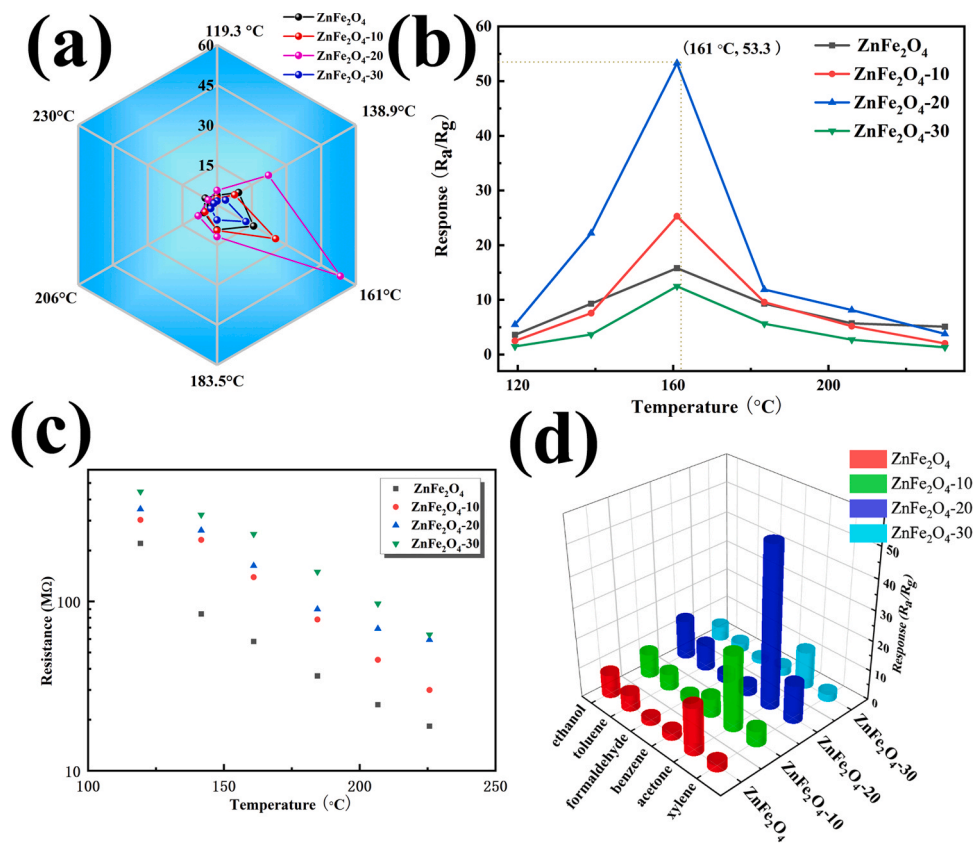 (a)
119.3 °C
60
45
30
15
138.9°C
161°C
183.5°C
206°C
230°C
ZnFe₂O₄
ZnFe₂O₄-10
ZnFe₂O₄-20
ZnFe₂O₄-30
(b)
Response (Ra/Rg)
60
50
40
30
20
10
0
(161 °C, 53.3)
ZnFe₂O₄
ZnFe₂O₄-10
ZnFe₂O₄-20
ZnFe₂O₄-30
120
160
200
Temperature (°C)
(c)
Resistance (MΩ)
100
10
ZnFe₂O₄
ZnFe₂O₄-10
ZnFe₂O₄-20
ZnFe₂O₄-30
100
150
200
250
Temperature (°C)
(d)
ZnFe₂O₄
ZnFe₂O₄-10
ZnFe₂O₄-20
ZnFe₂O₄-30
50
40
30
20
10
0
Response (Ra/Rg)
ethanol
toluene
formaldehyde
benzene
acetone
xylene
ZnFe₂O₄
ZnFe₂O₄-10
ZnFe₂O₄-20
ZnFe₂O₄-30